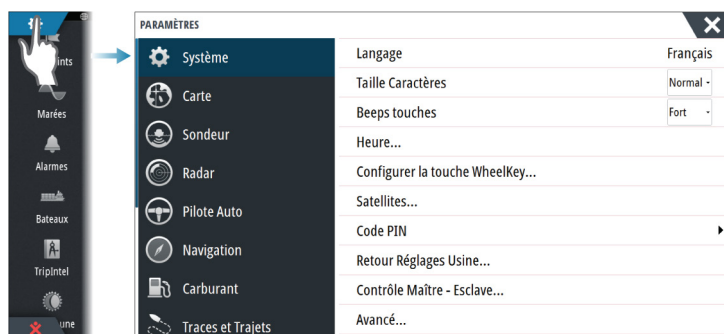 ints
Marées
Alarmes
Bateaux
TripIntel
une
PARAMÈTRES
Système
Carte
Sondeur
Radar
Pilote Auto
Navigation
Carburant
Traces et Trajets
Langage Français
Taille Caractères Normal
Beeps touches Fort
Heure...
Configurer la touche WheelKey...
Satellites...
Code PIN
Retour Réglages Usine...
Contrôle Maître - Esclave...
Avancé...